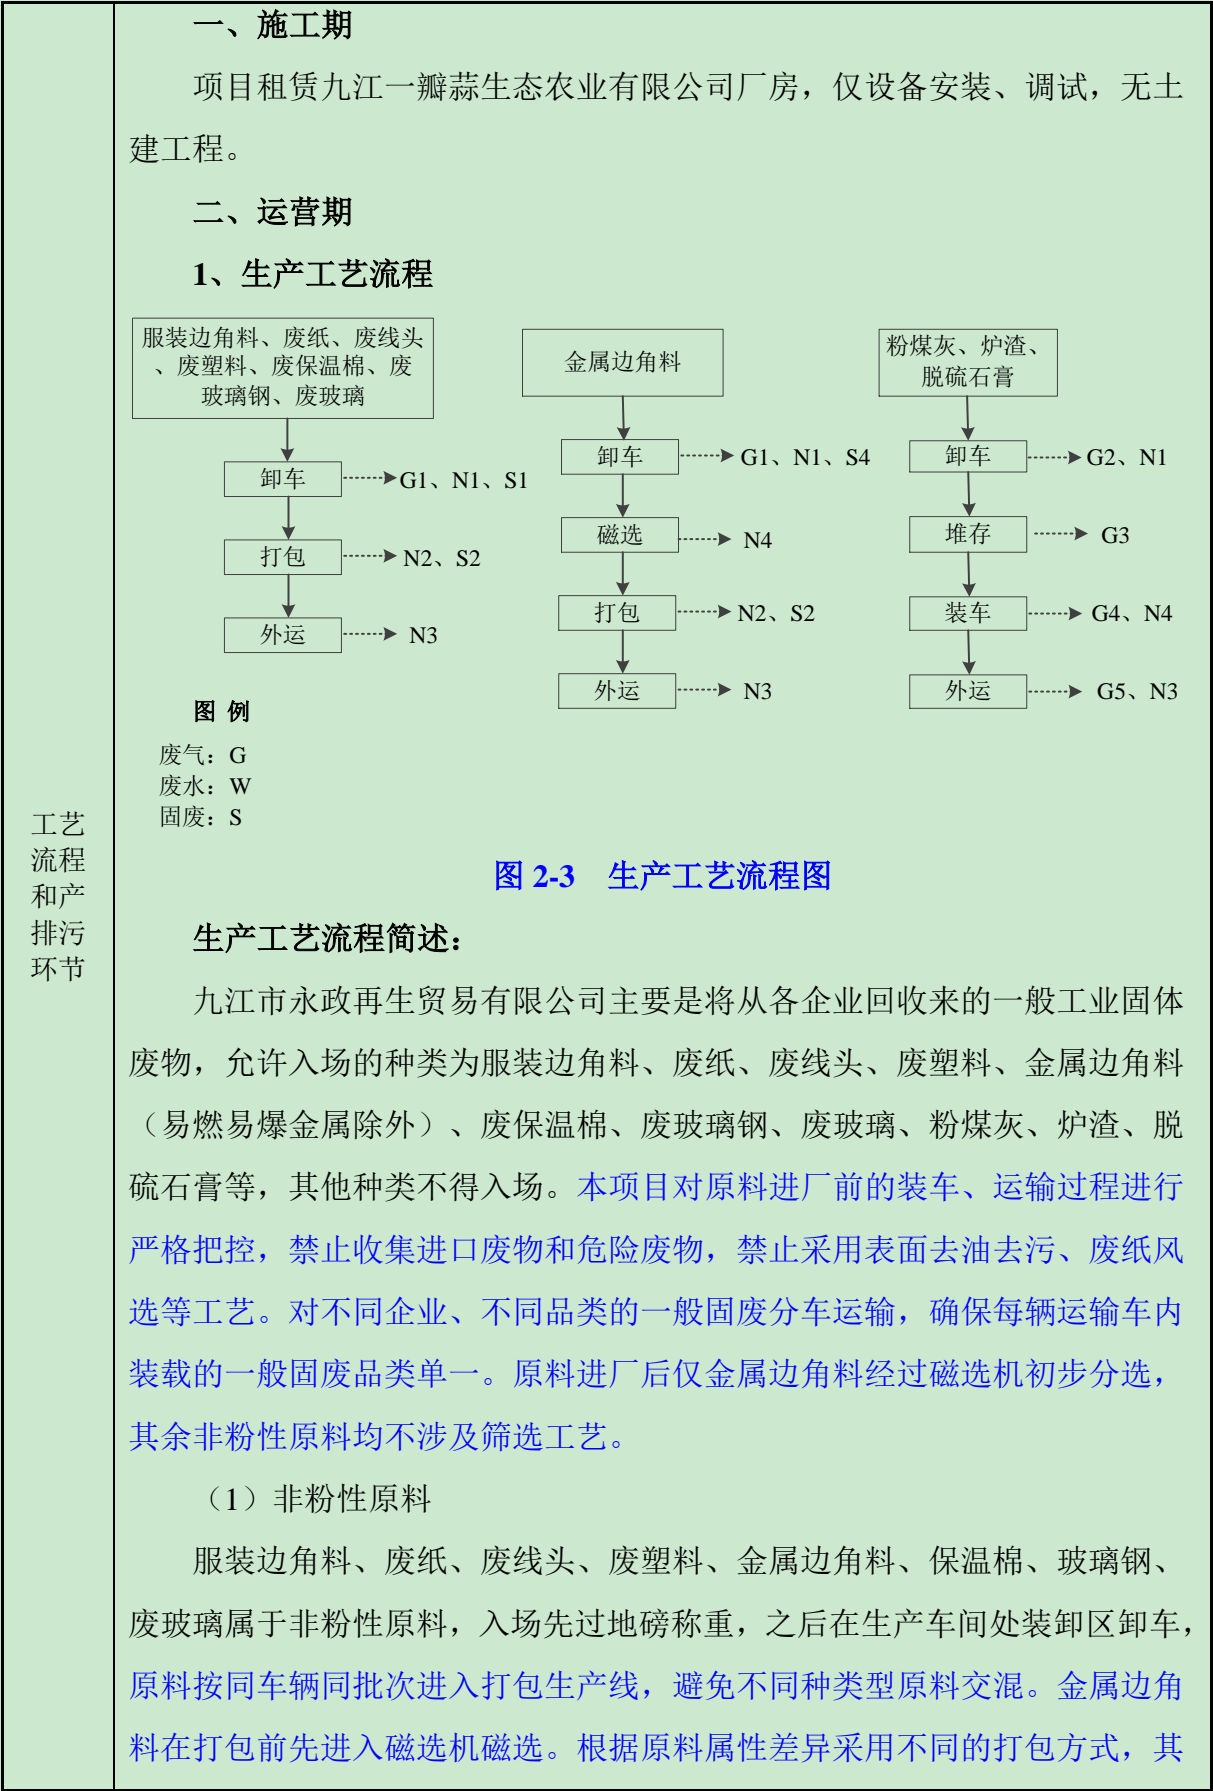 一、施工期
项目租赁九江一瓣蒜生态农业有限公司厂房，仅设备安装、调试，无土
建工程。
二、运营期
1、生产工艺流程
服装边角料、废纸、废线头
、废塑料、废保温棉、废
玻璃钢、废玻璃
卸车
G1、N1、S1
打包
N2、S2
外运
N3
金属边角料
卸车
G1、N1、S4
磁选
N4
打包
N2、S2
外运
N3
粉煤灰、炉渣、
脱硫石膏
卸车
G2、N1
堆存
G3
装车
G4、N4
外运
G5、N3
图 例
废气：G
废水：W
固废：S
图 2-3 生产工艺流程图
工艺
流程
和产
排污
环节
生产工艺流程简述：
九江市永政再生贸易有限公司主要是将从各企业回收来的一般工业固体
废物，允许入场的种类为服装边角料、废纸、废线头、废塑料、金属边角料
（易燃易爆金属除外）、废保温棉、废玻璃钢、废玻璃、粉煤灰、炉渣、脱
硫石膏等，其他种类不得入场。本项目对原料进厂前的装车、运输过程进行
严格把控，禁止收集进口废物和危险废物，禁止采用表面去油去污、废纸风
选等工艺。对不同企业、不同品类的一般固废分车运输，确保每辆运输车内
装载的一般固废品类单一。原料进厂后仅金属边角料经过磁选机初步分选，
其余非粉性原料均不涉及筛选工艺。
（1）非粉性原料
服装边角料、废纸、废线头、废塑料、金属边角料、保温棉、玻璃钢、
废玻璃属于非粉性原料，入场先过地磅称重，之后在生产车间处装卸区卸车，
原料按同车辆同批次进入打包生产线，避免不同种类型原料交混。金属边角
料在打包前先进入磁选机磁选。根据原料属性差异采用不同的打包方式，其